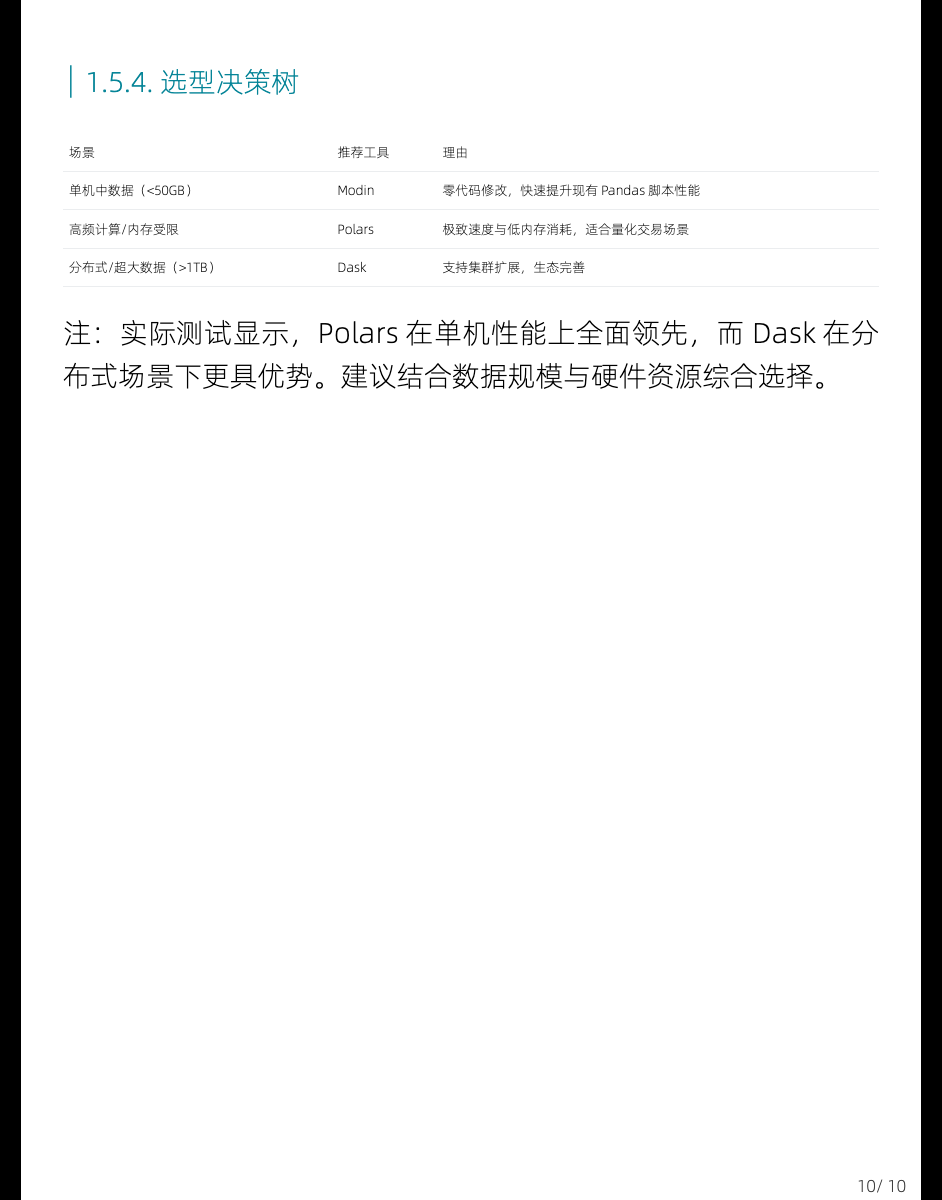 1.5.4. 选型决策树
场景 推荐工具 理由
单机中数据（<50GB） Modin 零代码修改，快速提升现有 Pandas 脚本性能
高频计算/内存受限 Polars 极致速度与低内存消耗，适合量化交易场景
分布式/超大数据（>1TB） Dask 支持集群扩展，生态完善
注：实际测试显示，Polars 在单机性能上全面领先，而 Dask 在分
布式场景下更具优势。建议结合数据规模与硬件资源综合选择。
10/ 10